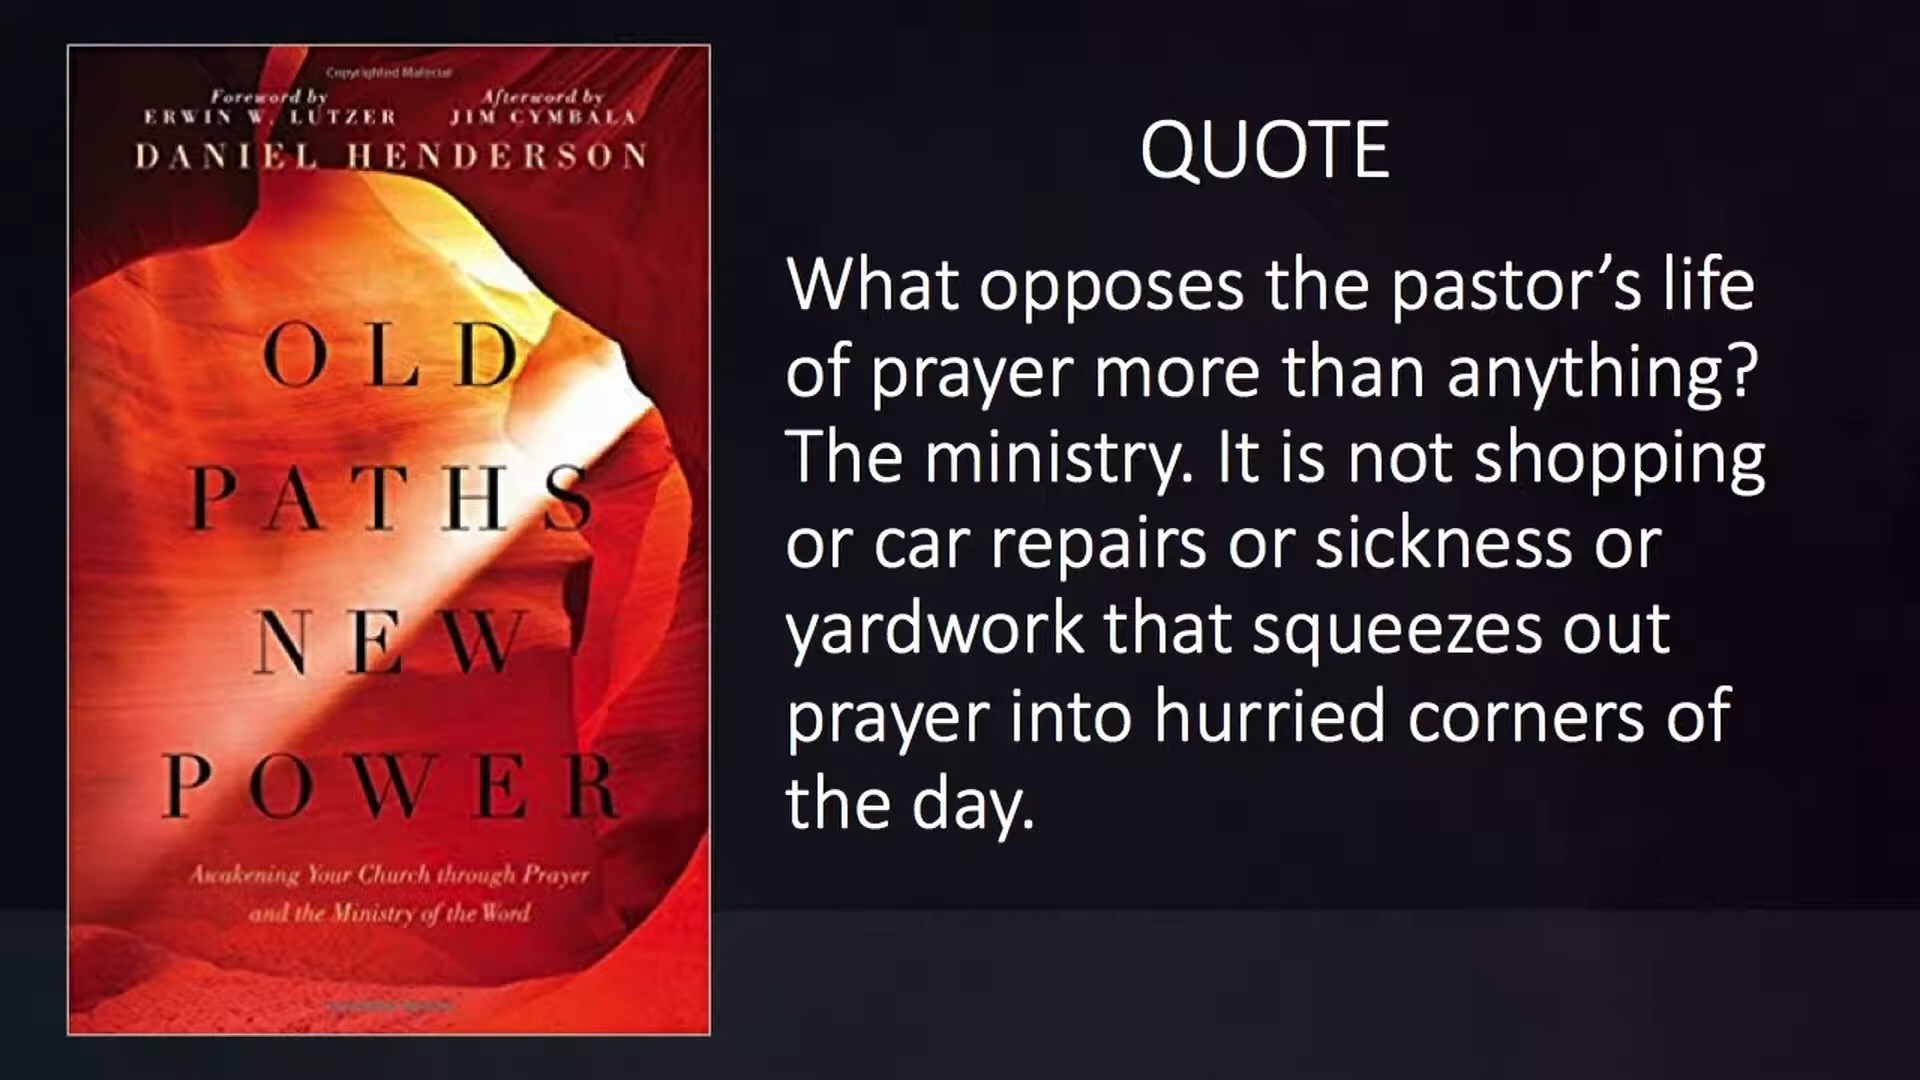 Copyrighted Material
Foreword by
ERWIN W. LUTZER
Afterword by
JIM CYMBALA
DANIEL HENDERSON
OLD
PATHS
NEW
POWER
Awakening Your Church through Prayer
and the Ministry of the Word
QUOTE
What opposes the pastor’s life
of prayer more than anything?
The ministry. It is not shopping
or car repairs or sickness or
yardwork that squeezes out
prayer into hurried corners of
the day.